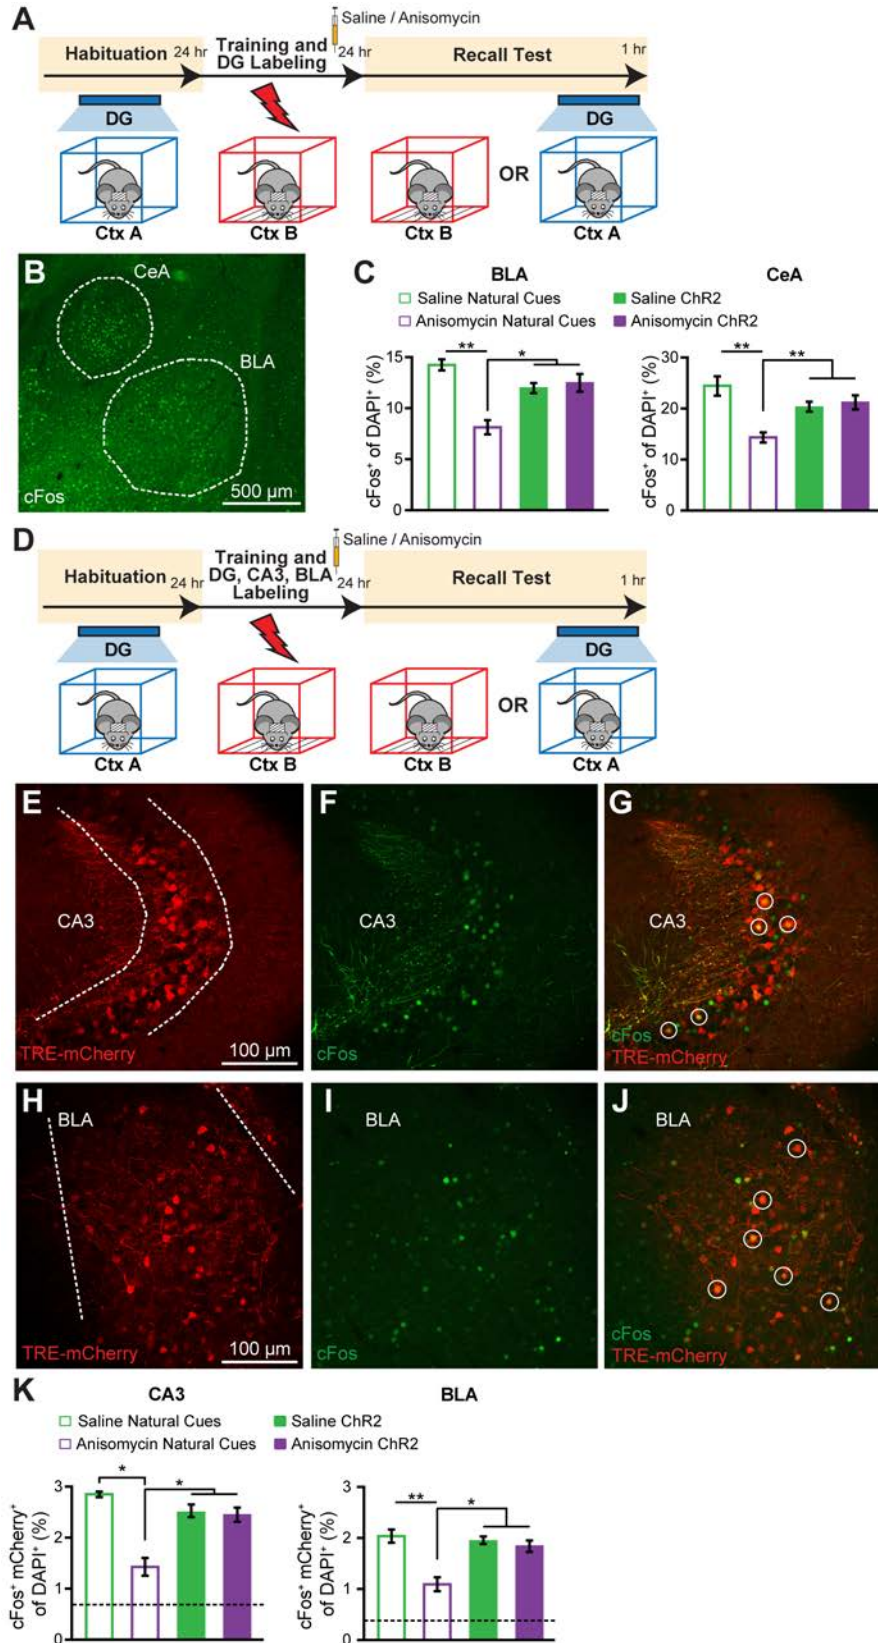 A
Saline / Anisomycin
Habituation
24 hr
Training and
DG Labeling
24 hr
Recall Test
1 hr
DG
DG
OR
Ctx A
Ctx B
Ctx B
Ctx A
B
CeA
BLA
cFos
500 µm
C
BLA
CeA
Saline Natural Cues
Saline ChR2
Anisomycin Natural Cues
Anisomycin ChR2
cFos⁺ of DAPI⁺ (%)
15
10
5
0
**
*
cFos⁺ of DAPI⁺ (%)
30
20
10
0
**
**
D
Saline / Anisomycin
Habituation
24 hr
Training and
DG, CA3, BLA
Labeling
24 hr
Recall Test
1 hr
DG
DG
OR
Ctx A
Ctx B
Ctx B
Ctx A
E
CA3
TRE-mCherry
100 µm
F
CA3
cFos
G
CA3
cFos
TRE-mCherry
H
BLA
TRE-mCherry
100 µm
I
BLA
cFos
J
BLA
cFos
TRE-mCherry
K
CA3
BLA
Saline Natural Cues
Saline ChR2
Anisomycin Natural Cues
Anisomycin ChR2
cFos⁺ mCherry⁺
of DAPI⁺ (%)
3
2
1
0
*
*
cFos⁺ mCherry⁺
of DAPI⁺ (%)
3
2
1
0
**
*